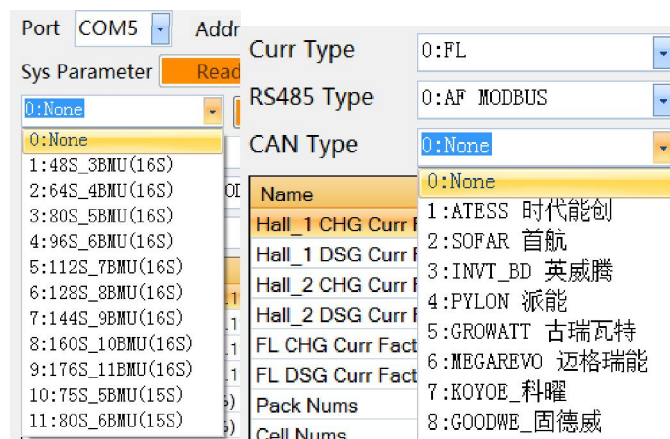 Port COM5 Addr
Sys Parameter Read
0:None
0:None
1:48S_3BMU(16S)
2:64S_4BMU(16S)
3:80S_5BMU(16S)
4:96S_6BMU(16S)
5:112S_7BMU(16S)
6:128S_8BMU(16S)
7:144S_9BMU(16S)
8:160S_10BMU(16S)
9:176S_11BMU(16S)
10:75S_5BMU(15S)
11:80S_6BMU(15S)
Curr Type 0:FL
RS485 Type 0:AF MODBUS
CAN Type 0:None
Name
Hall_1 CHG Curr F
Hall_1 DSG Curr F
Hall_2 CHG Curr F
Hall_2 DSG Curr F
FL CHG Curr Fact
FL DSG Curr Fact
Pack Nums
Cell Nums
0:None
1:ATESS 时代能创
2:SOFAR 首航
3:INVT_BD 英威腾
4:PYLON 派能
5:GROWATT 古瑞瓦特
6:MEGAREVO 迈格瑞能
7:KOYOE_科曜
8:GOODWE_固德威